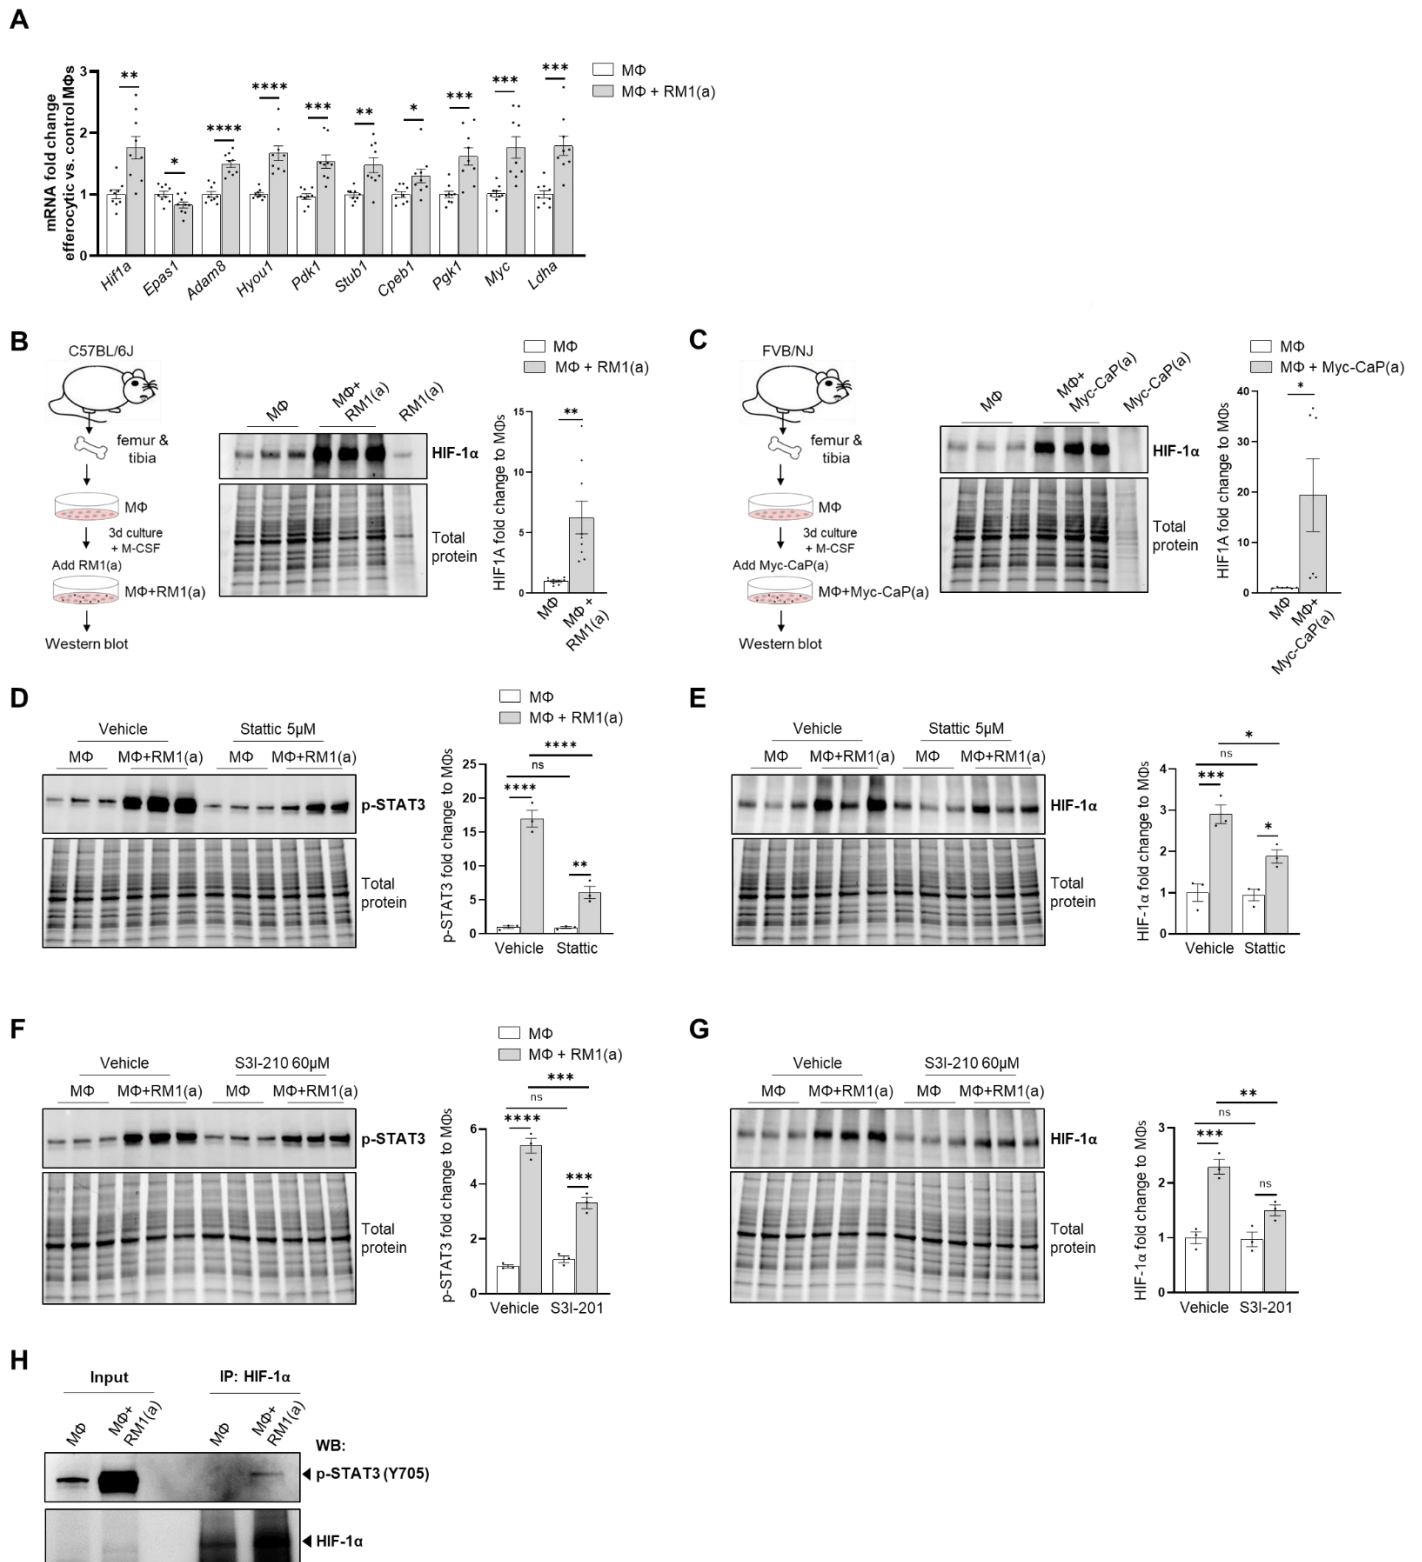 A
mRNA fold change
efferocytic vs. control MΦs
3
2
1
0
** * **** **** *** ** * *** *** ***
MΦ
MΦ + RM1(a)
Hif1a Epas1 Adam8 Hyou1 Pdk1 Stub1 Cpeb1 Pgk1 Myc Ldha
B
C57BL/6J
femur &
tibia
MΦ
3d culture
+ M-CSF
Add RM1(a)
MΦ+RM1(a)
Western blot
MΦ
MΦ+
RM1(a)
RM1(a)
HIF-1α
Total
protein
MΦ
MΦ + RM1(a)
HIF1A fold change to MΦs
15
10
5
0
**
MΦ
MΦ +
RM1(a)
C
FVB/NJ
femur &
tibia
MΦ
3d culture
+ M-CSF
Add Myc-CaP(a)
MΦ+Myc-CaP(a)
Western blot
MΦ
MΦ+
Myc-CaP(a)
Myc-CaP(a)
HIF-1α
Total
protein
MΦ
MΦ + Myc-CaP(a)
HIF1A fold change to MΦs
40
30
20
10
0
*
MΦ
MΦ+
Myc-CaP(a)
D
Vehicle Stattic 5µM
MΦ MΦ+RM1(a) MΦ MΦ+RM1(a)
p-STAT3
Total
protein
MΦ
MΦ + RM1(a)
p-STAT3 fold change to MΦs
25
20
15
10
5
0
****
ns
****
**
Vehicle Stattic
E
Vehicle Stattic 5µM
MΦ MΦ+RM1(a) MΦ MΦ+RM1(a)
HIF-1α
Total
protein
HIF-1α fold change to MΦs
4
3
2
1
0
*
ns
***
*
Vehicle Stattic
F
Vehicle S3I-210 60µM
MΦ MΦ+RM1(a) MΦ MΦ+RM1(a)
p-STAT3
Total
protein
MΦ
MΦ + RM1(a)
p-STAT3 fold change to MΦs
6
4
2
0
***
ns
****
***
Vehicle S3I-201
G
Vehicle S3I-210 60µM
MΦ MΦ+RM1(a) MΦ MΦ+RM1(a)
HIF-1α
Total
protein
HIF-1α fold change to MΦs
3
2
1
0
**
ns
***
ns
Vehicle S3I-201
H
Input IP: HIF-1α
MΦ
MΦ+
RM1(a)
MΦ
MΦ+
RM1(a)
WB:
p-STAT3 (Y705)
HIF-1α